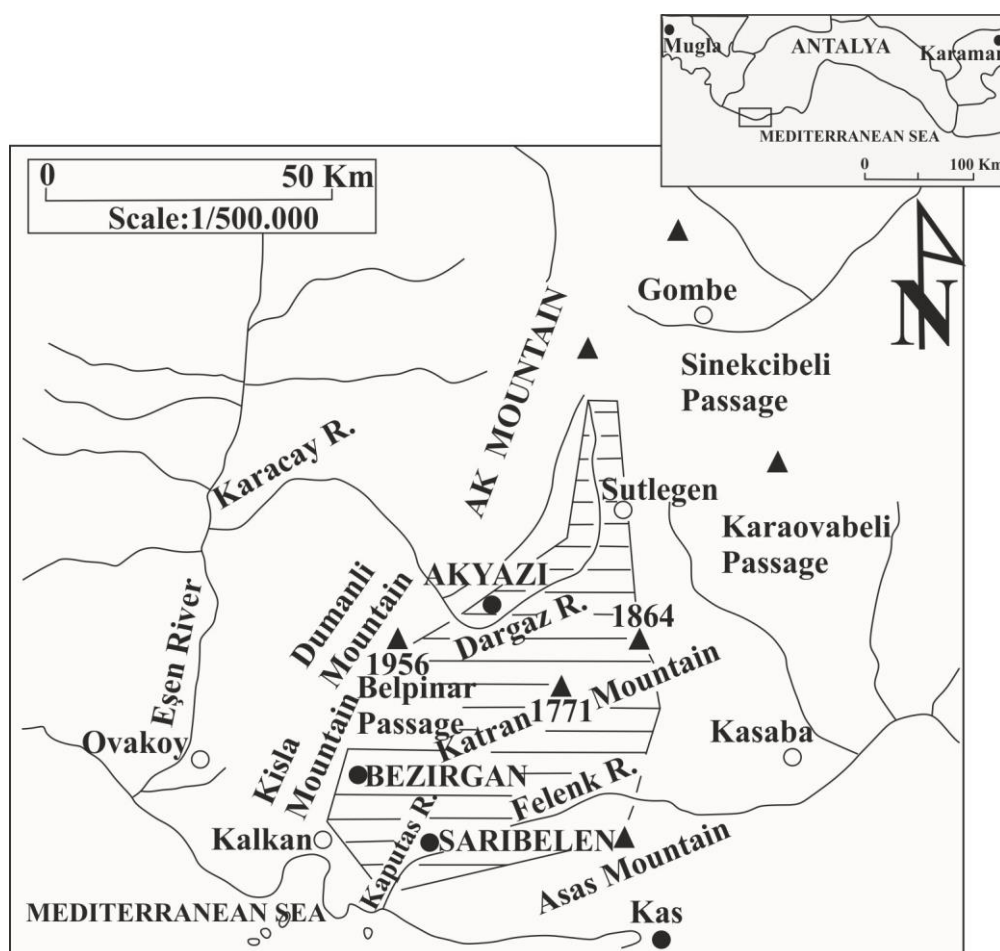 Mugla
ANTALYA
Karaman
MEDITERRANEAN SEA
0 100 Km
0 50 Km
Scale:1/500.000
N
Gombe
AK MOUNTAIN
Sinekcibeli
Passage
Karacay R.
Sutlegen
Karaovabeli
Passage
AKYAZI
Dumanli
Mountain
Dargaz R.
1864
Eşen River
1956
Belpinar
Passage
1771
Katran Mountain
Ovakoy
Kisla
Mountain
Kasaba
BEZIRGAN
Felenk R.
Kaputas R.
Kalkan
SARIBELEN
Asas Mountain
MEDITERRANEAN SEA
Kas